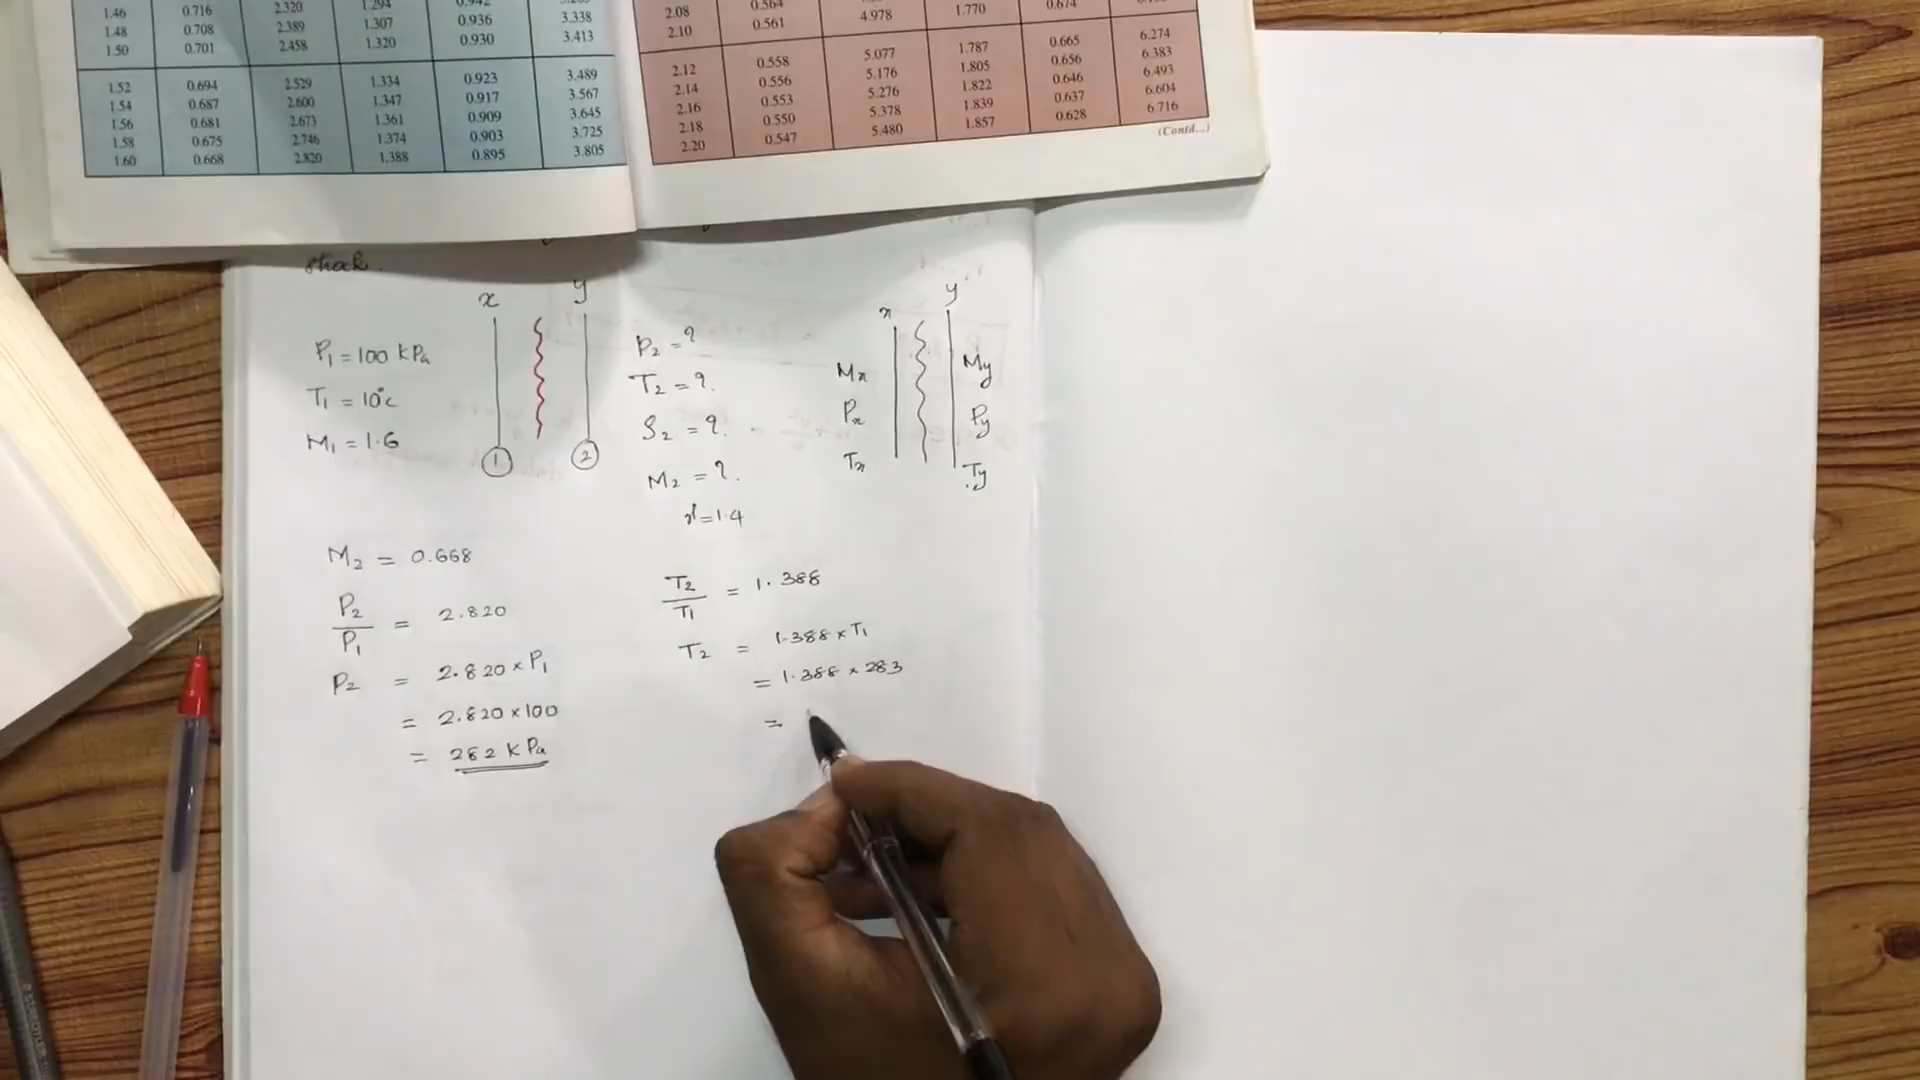 1.46 0.716 2.320 1.294 0.942
1.48 0.708 2.389 1.307 0.936 3.338
1.50 0.701 2.458 1.320 0.930 3.413
1.52 0.694 2.529 1.334 0.923 3.489
1.54 0.687 2.600 1.347 0.917 3.567
1.56 0.681 2.673 1.361 0.909 3.645
1.58 0.675 2.746 1.374 0.903 3.725
1.60 0.668 2.820 1.388 0.895 3.805
2.08 0.564
2.10 0.561 4.978 1.770 0.674
2.12 0.558 5.077 1.787 0.665 6.274
2.14 0.556 5.176 1.805 0.656 6.383
2.16 0.553 5.276 1.822 0.646 6.493
2.18 0.550 5.378 1.839 0.637 6.604
2.20 0.547 5.480 1.857 0.628 6.716
(Contd...)
shock.
x y
P₁ = 100 kPa
T₁ = 10°c
M₁ = 1.6
1 2
P₂ = ?
T₂ = ?.
S₂ = ?.
M₂ = ?.
γ = 1.4
x y
Mx My
Px Py
Tx Ty
M₂ = 0.668
P₂/P₁ = 2.820
P₂ = 2.820 × P₁
= 2.820 × 100
= 282 kPa
T₂/T₁ = 1.388
T₂ = 1.388 × T₁
= 1.388 × 283
=